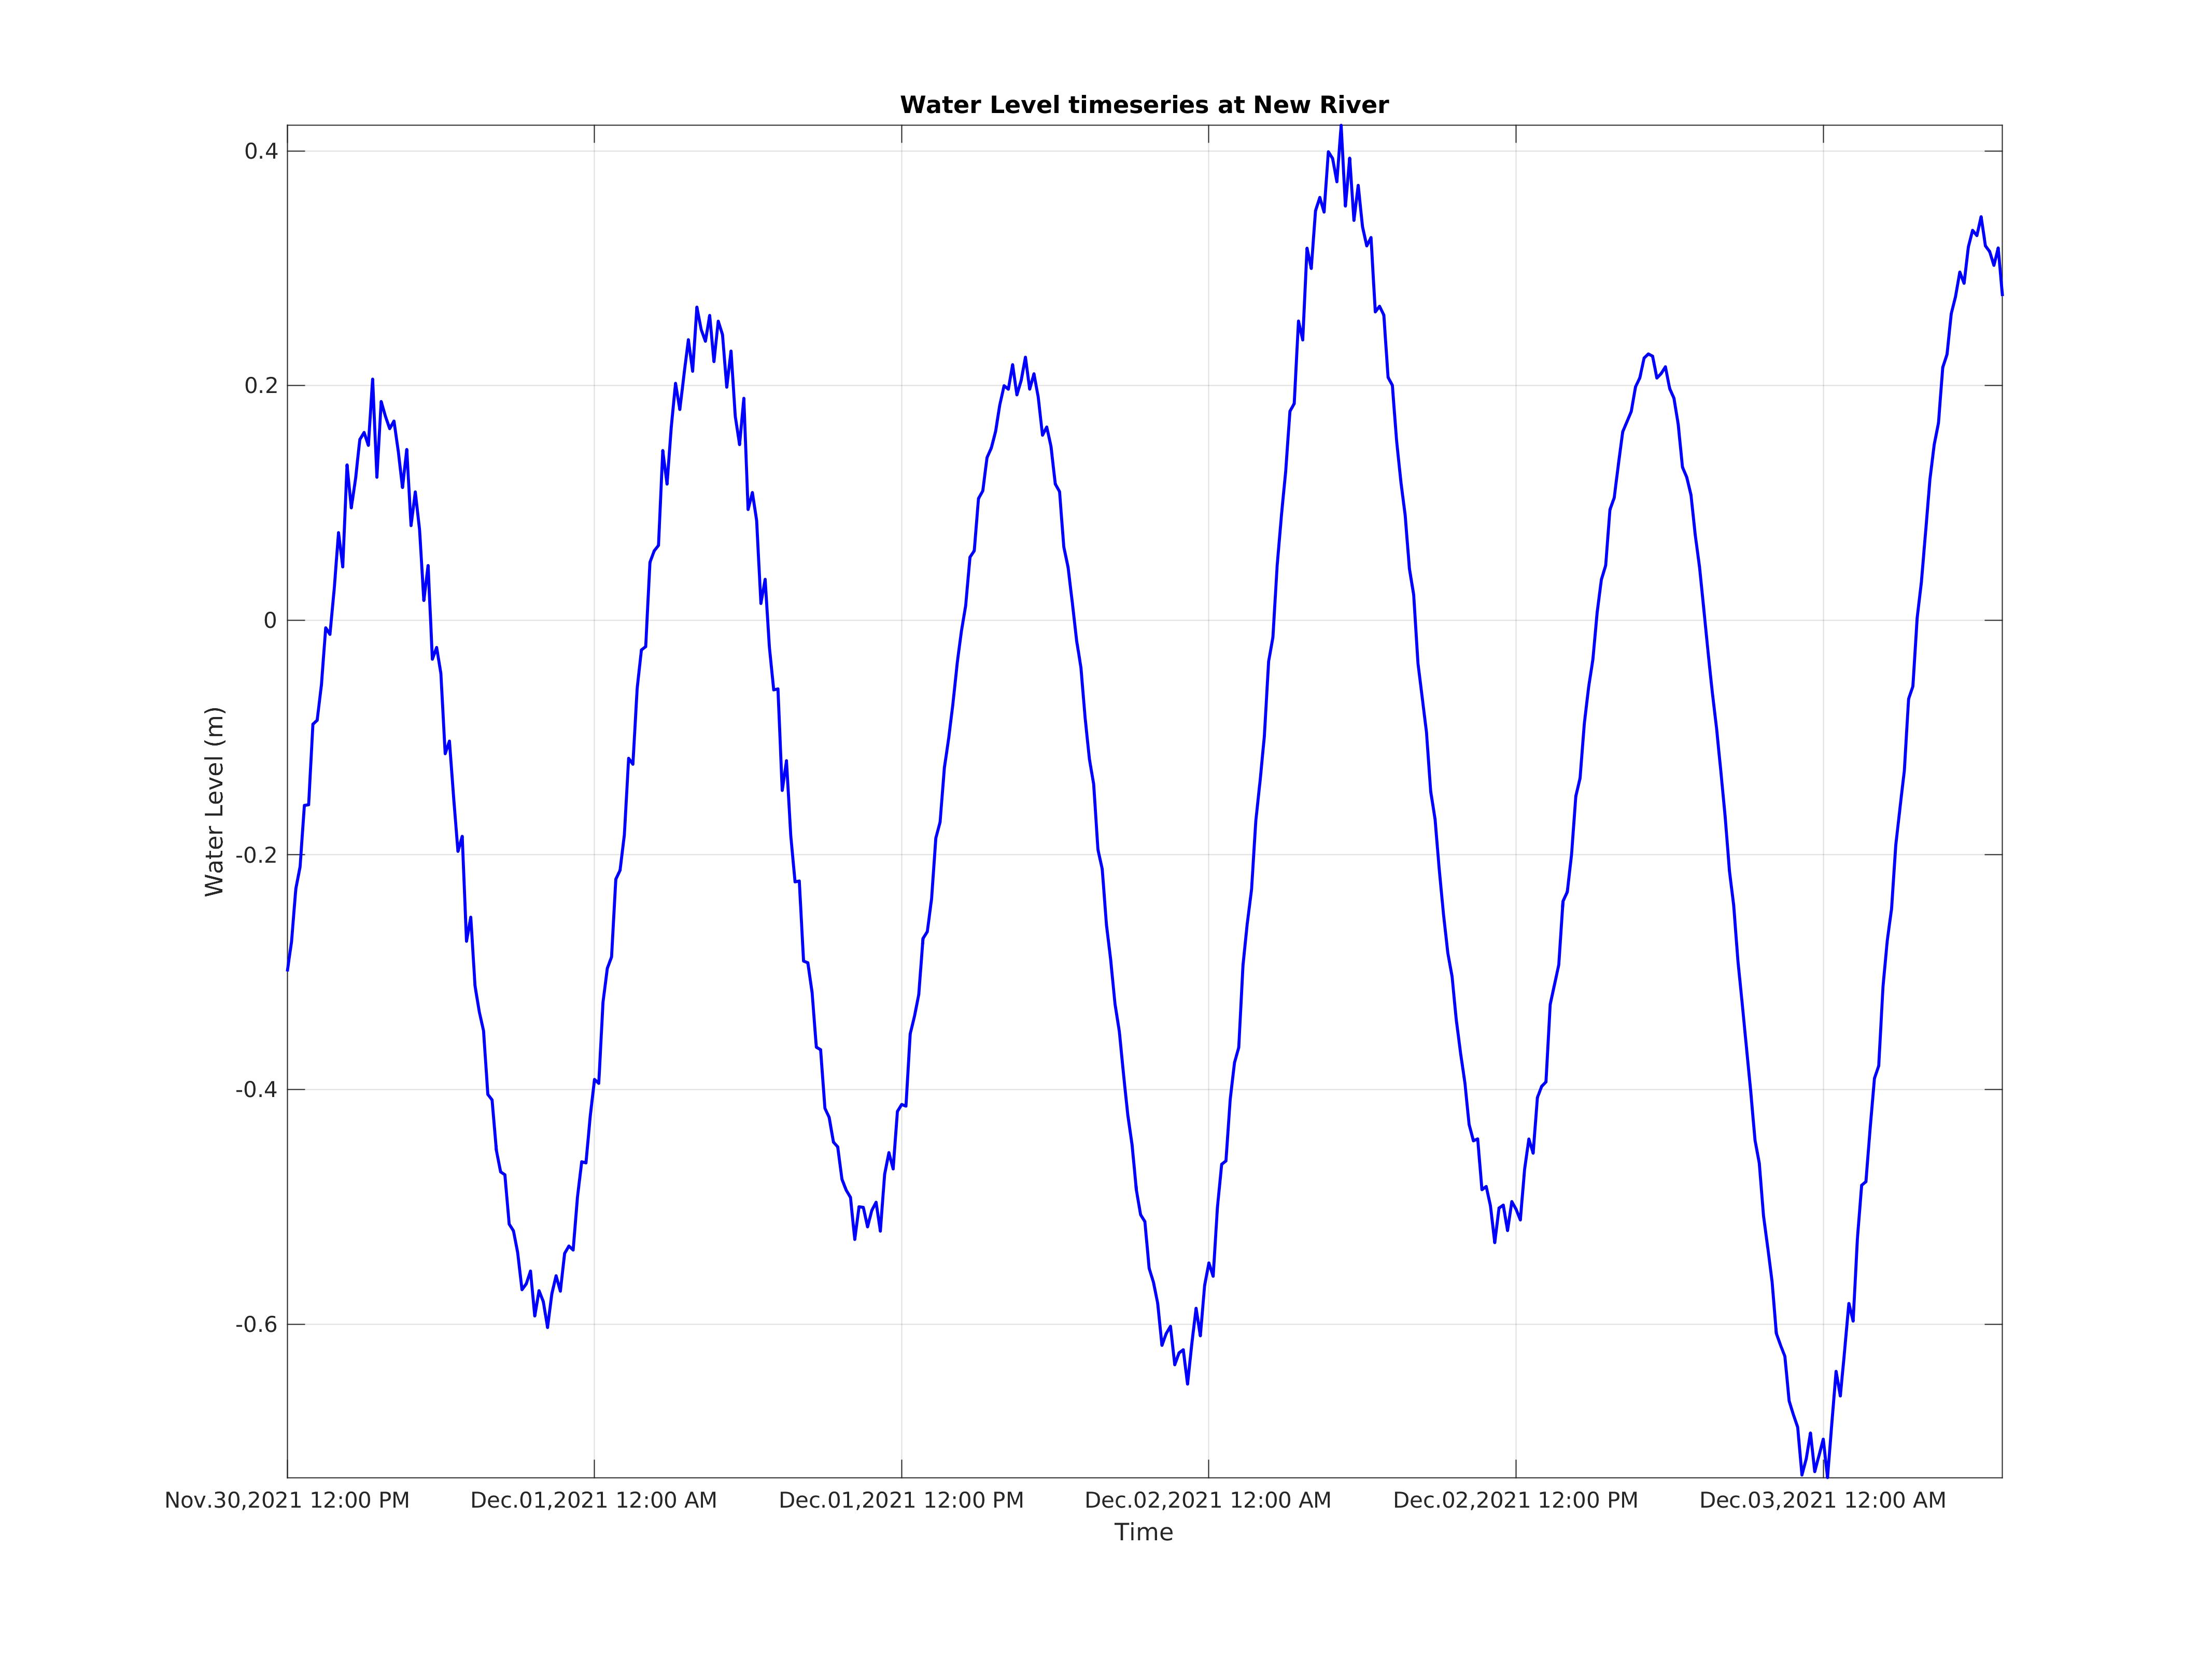 Water Level timeseries at New River
0.4
0.2
0
-0.2
-0.4
-0.6
Water Level (m)
Nov.30,2021 12:00 PM Dec.01,2021 12:00 AM Dec.01,2021 12:00 PM Dec.02,2021 12:00 AM Dec.02,2021 12:00 PM Dec.03,2021 12:00 AM
Time